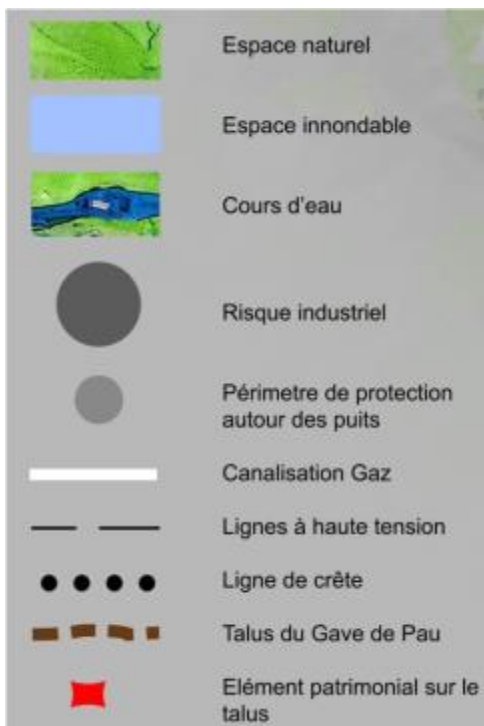 Espace naturel
Espace innondable
Cours d'eau
Risque industriel
Périmetre de protection
autour des puits
Canalisation Gaz
Lignes à haute tension
Ligne de crête
Talus du Gave de Pau
Elément patrimonial sur le
talus